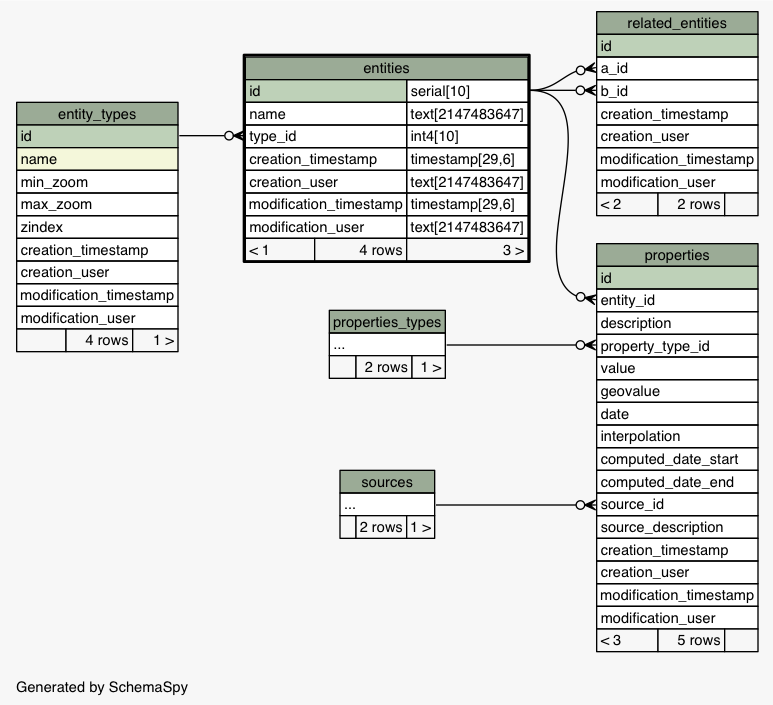 related_entities
id
a_id
b_id
creation_timestamp
creation_user
modification_timestamp
modification_user
< 2 2 rows
entities
id serial[10]
name text[2147483647]
type_id int4[10]
creation_timestamp timestamp[29,6]
creation_user text[2147483647]
modification_timestamp timestamp[29,6]
modification_user text[2147483647]
< 1 4 rows 3 >
entity_types
id
name
min_zoom
max_zoom
zindex
creation_timestamp
creation_user
modification_timestamp
modification_user
4 rows 1 >
properties
id
entity_id
description
property_type_id
value
geovalue
date
interpolation
computed_date_start
computed_date_end
source_id
source_description
creation_timestamp
creation_user
modification_timestamp
modification_user
< 3 5 rows
properties_types
...
2 rows 1 >
sources
...
2 rows 1 >
Generated by SchemaSpy